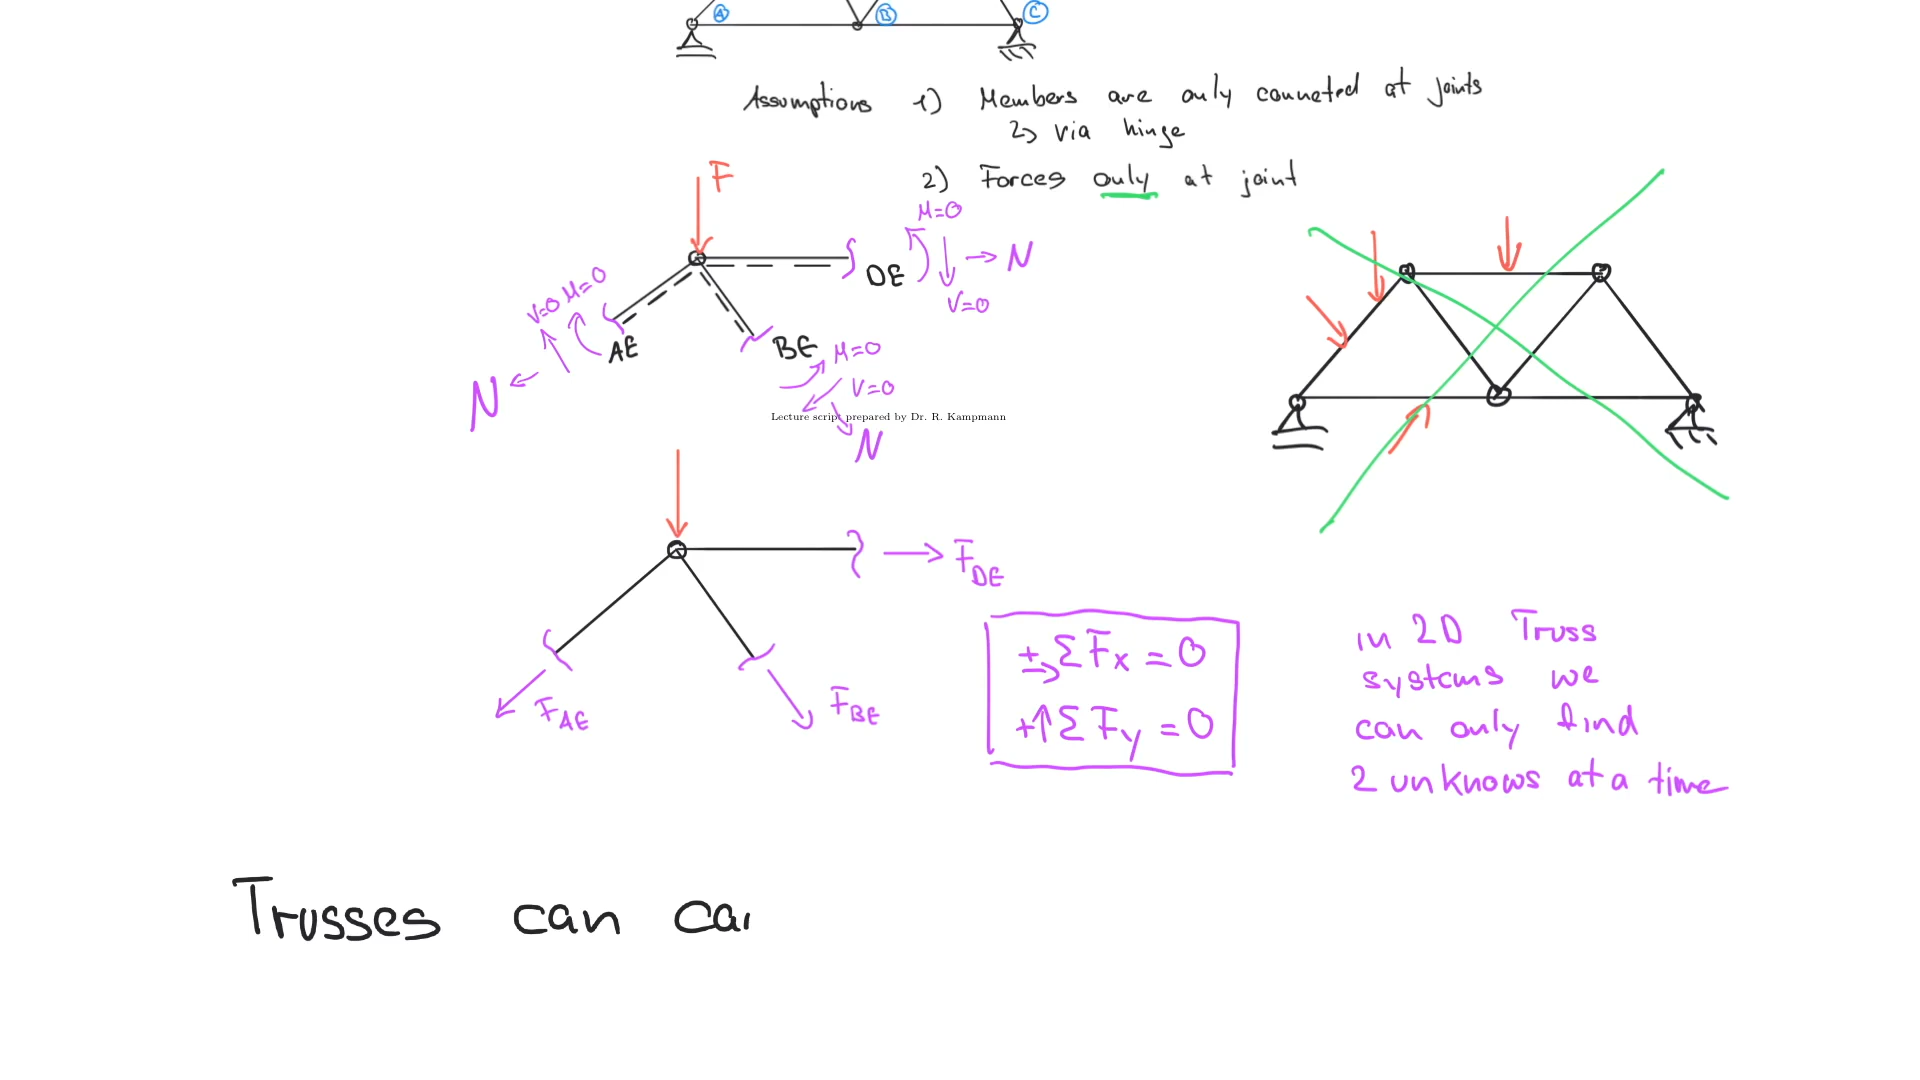 A B C
Assumptions 1) Members are only conneted at joints
↳ via hinge
2) Forces only at joint
F
M=0
DE → N
V=0
V=0 M=0
AE
BE M=0
V=0
N
Lecture script prepared by Dr. R. Kampmann
N
F_DE
F_AE
F_BE
+→ ΣFx = 0
+↑ ΣFy = 0
in 2D Truss
systems we
can only find
2 unknows at a time
Trusses can car